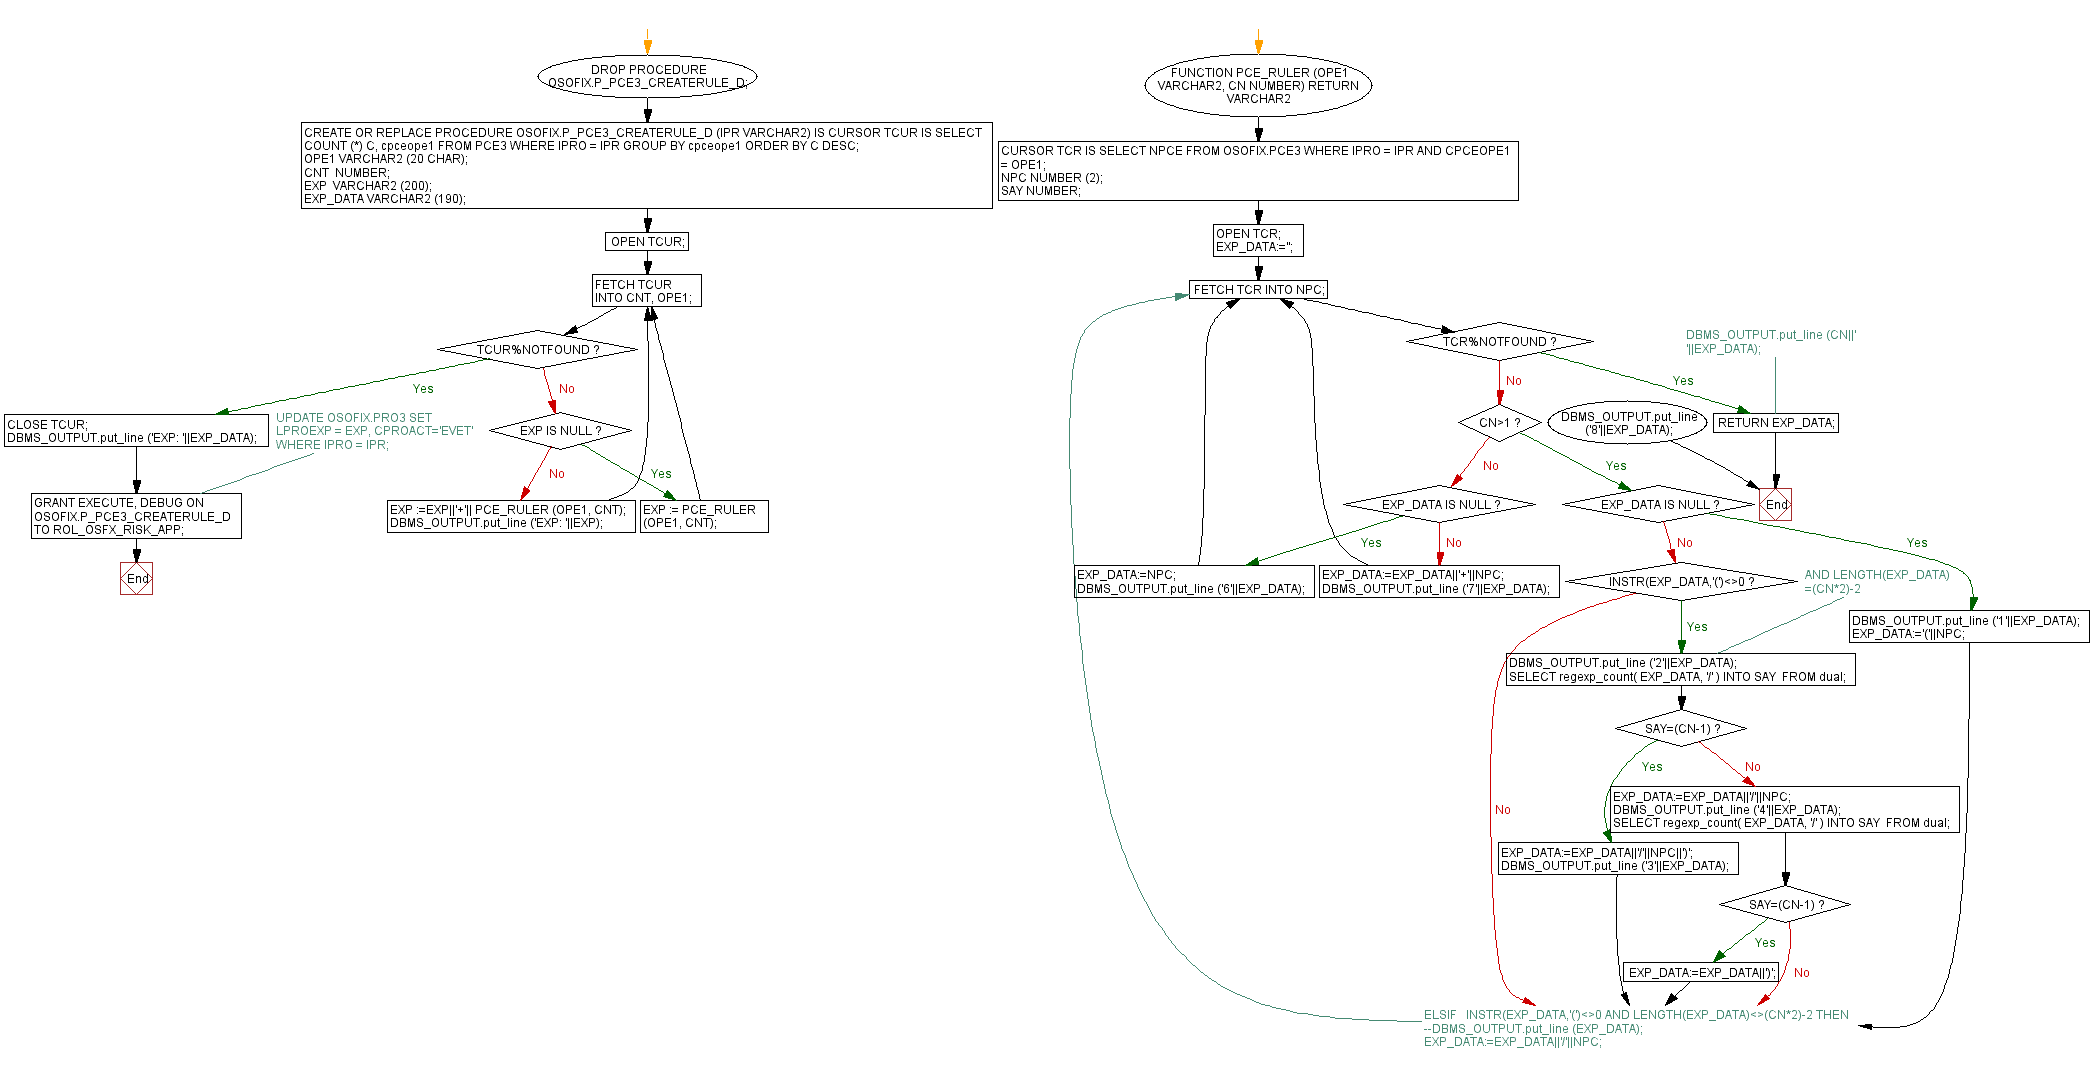 DROP PROCEDURE
OSOFIX.P_PCE3_CREATERULE_D;
CREATE OR REPLACE PROCEDURE OSOFIX.P_PCE3_CREATERULE_D (IPR VARCHAR2) IS CURSOR TCUR IS SELECT
COUNT (*) C, cpceope1 FROM PCE3 WHERE IPRO = IPR GROUP BY cpceope1 ORDER BY C DESC;
OPE1 VARCHAR2 (20 CHAR);
CNT  NUMBER;
EXP  VARCHAR2 (200);
EXP_DATA VARCHAR2 (190);
OPEN TCUR;
FETCH TCUR
INTO CNT, OPE1;
TCUR%NOTFOUND ?
Yes
No
CLOSE TCUR;
DBMS_OUTPUT.put_line ('EXP: '||EXP_DATA);
UPDATE OSOFIX.PRO3 SET
LPROEXP = EXP, CPROACT='EVET'
WHERE IPRO = IPR;
EXP IS NULL ?
No
Yes
GRANT EXECUTE, DEBUG ON
OSOFIX.P_PCE3_CREATERULE_D
TO ROL_OSFX_RISK_APP;
EXP :=EXP||'+'|| PCE_RULER (OPE1, CNT);
DBMS_OUTPUT.put_line ('EXP: '||EXP);
EXP := PCE_RULER
(OPE1, CNT);
End
FUNCTION PCE_RULER (OPE1
VARCHAR2, CN NUMBER) RETURN
VARCHAR2
CURSOR TCR IS SELECT NPCE FROM OSOFIX.PCE3 WHERE IPRO = IPR AND CPCEOPE1
= OPE1;
NPC NUMBER (2);
SAY NUMBER;
OPEN TCR;
EXP_DATA:='';
FETCH TCR INTO NPC;
TCR%NOTFOUND ?
DBMS_OUTPUT.put_line (CN||'
'||EXP_DATA);
No
Yes
CN>1 ?
DBMS_OUTPUT.put_line
('8'||EXP_DATA);
RETURN EXP_DATA;
No
Yes
EXP_DATA IS NULL ?
EXP_DATA IS NULL ?
End
Yes
No
No
Yes
EXP_DATA:=NPC;
DBMS_OUTPUT.put_line ('6'||EXP_DATA);
EXP_DATA:=EXP_DATA||'+'||NPC;
DBMS_OUTPUT.put_line ('7'||EXP_DATA);
INSTR(EXP_DATA,'(')<>0 ?
AND LENGTH(EXP_DATA)
=(CN*2)-2
DBMS_OUTPUT.put_line ('1'||EXP_DATA);
EXP_DATA:='('||NPC;
Yes
DBMS_OUTPUT.put_line ('2'||EXP_DATA);
SELECT regexp_count( EXP_DATA, '/' ) INTO SAY  FROM dual;
SAY=(CN-1) ?
Yes
No
No
EXP_DATA:=EXP_DATA||'/'||NPC;
DBMS_OUTPUT.put_line ('4'||EXP_DATA);
SELECT regexp_count( EXP_DATA, '/' ) INTO SAY  FROM dual;
EXP_DATA:=EXP_DATA||'/'||NPC||')';
DBMS_OUTPUT.put_line ('3'||EXP_DATA);
SAY=(CN-1) ?
Yes
No
EXP_DATA:=EXP_DATA||')';
ELSIF   INSTR(EXP_DATA,'(')<>0 AND LENGTH(EXP_DATA)<>(CN*2)-2 THEN
--DBMS_OUTPUT.put_line (EXP_DATA);
EXP_DATA:=EXP_DATA||'/'||NPC;